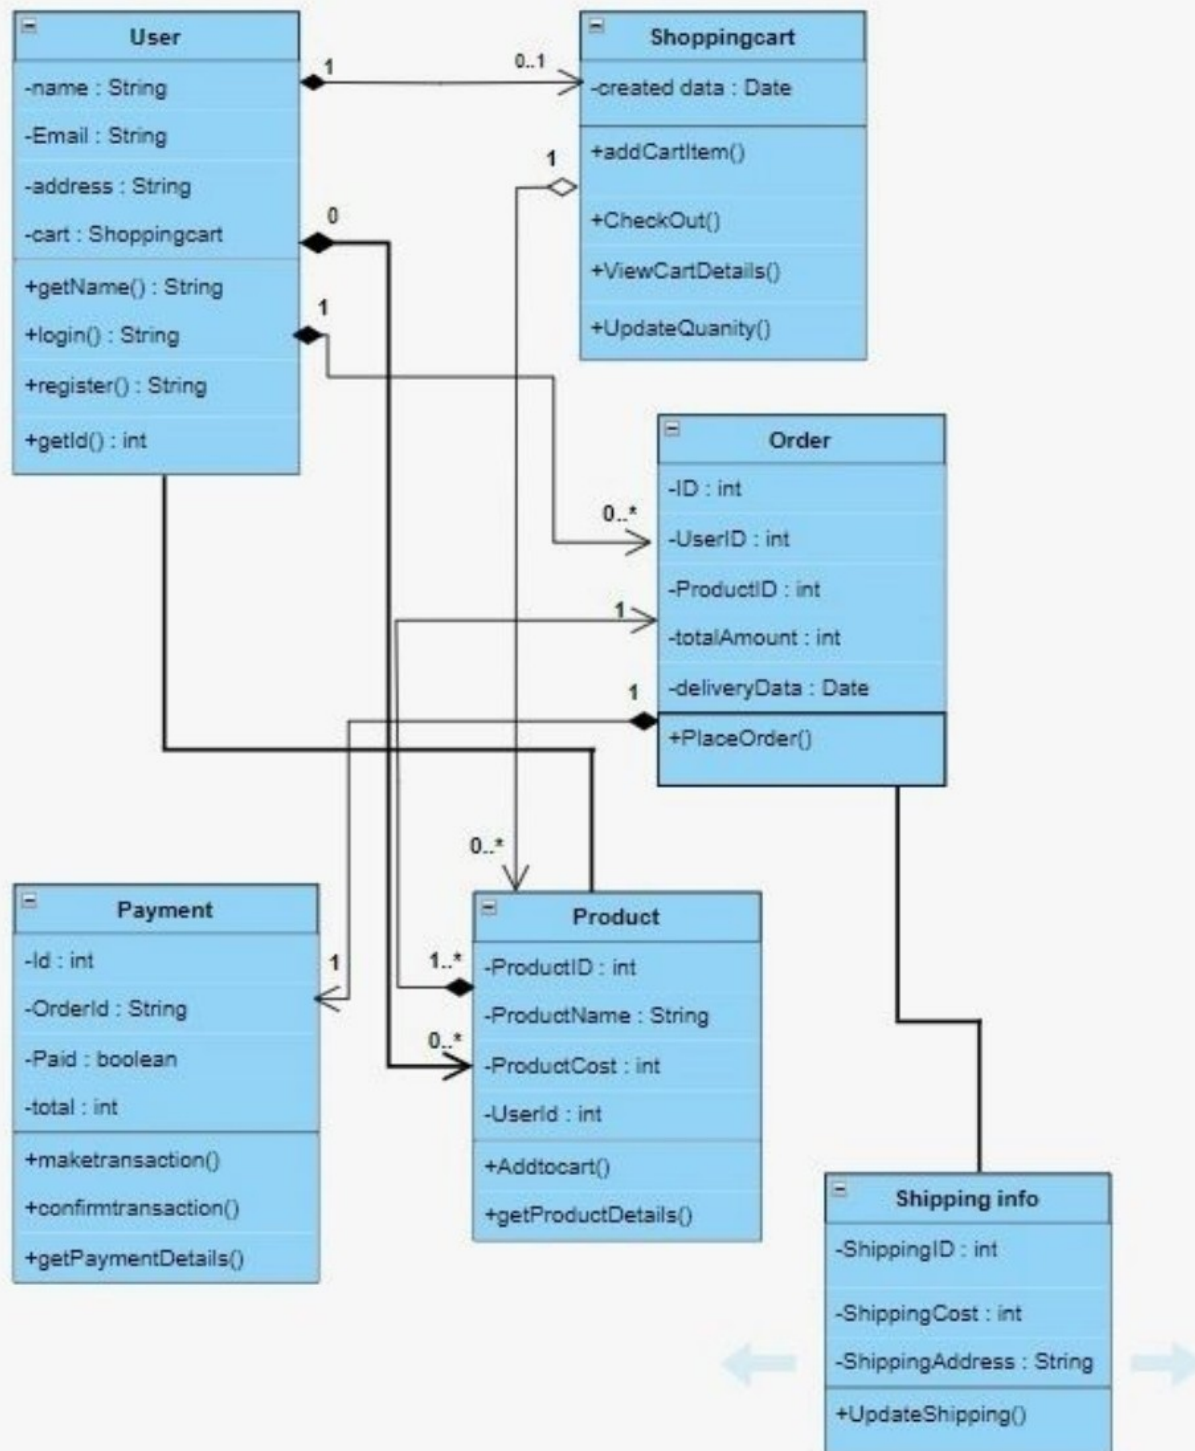 User
-name : String
-Email : String
-address : String
-cart : Shoppingcart
+getName() : String
+login() : String
+register() : String
+getId() : int
1
0..1
0
1
Shoppingcart
-created data : Date
+addCartItem()
+CheckOut()
+ViewCartDetails()
+UpdateQuanity()
1
Order
-ID : int
-UserID : int
-ProductID : int
-totalAmount : int
-deliveryData : Date
+PlaceOrder()
0..*
1
1
Payment
-Id : int
-OrderId : String
-Paid : boolean
-total : int
+maketransaction()
+confirmtransaction()
+getPaymentDetails()
1
0..*
1..*
0..*
Product
-ProductID : int
-ProductName : String
-ProductCost : int
-UserId : int
+Addtocart()
+getProductDetails()
Shipping info
-ShippingID : int
-ShippingCost : int
-ShippingAddress : String
+UpdateShipping()